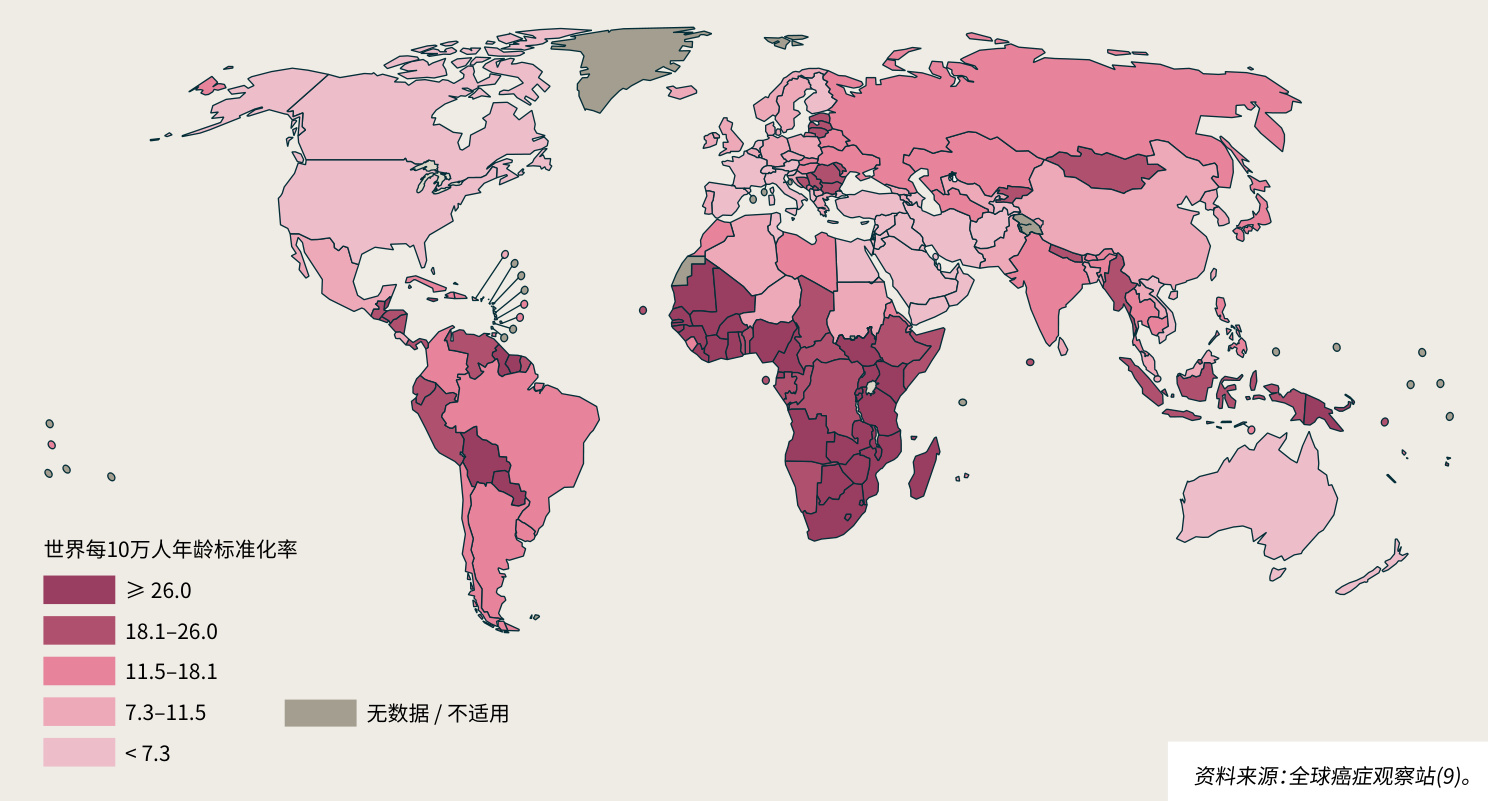 世界每10万人年龄标准化率
≥ 26.0
18.1–26.0
11.5–18.1
7.3–11.5
< 7.3
无数据 / 不适用
资料来源：全球癌症观察站(9)。